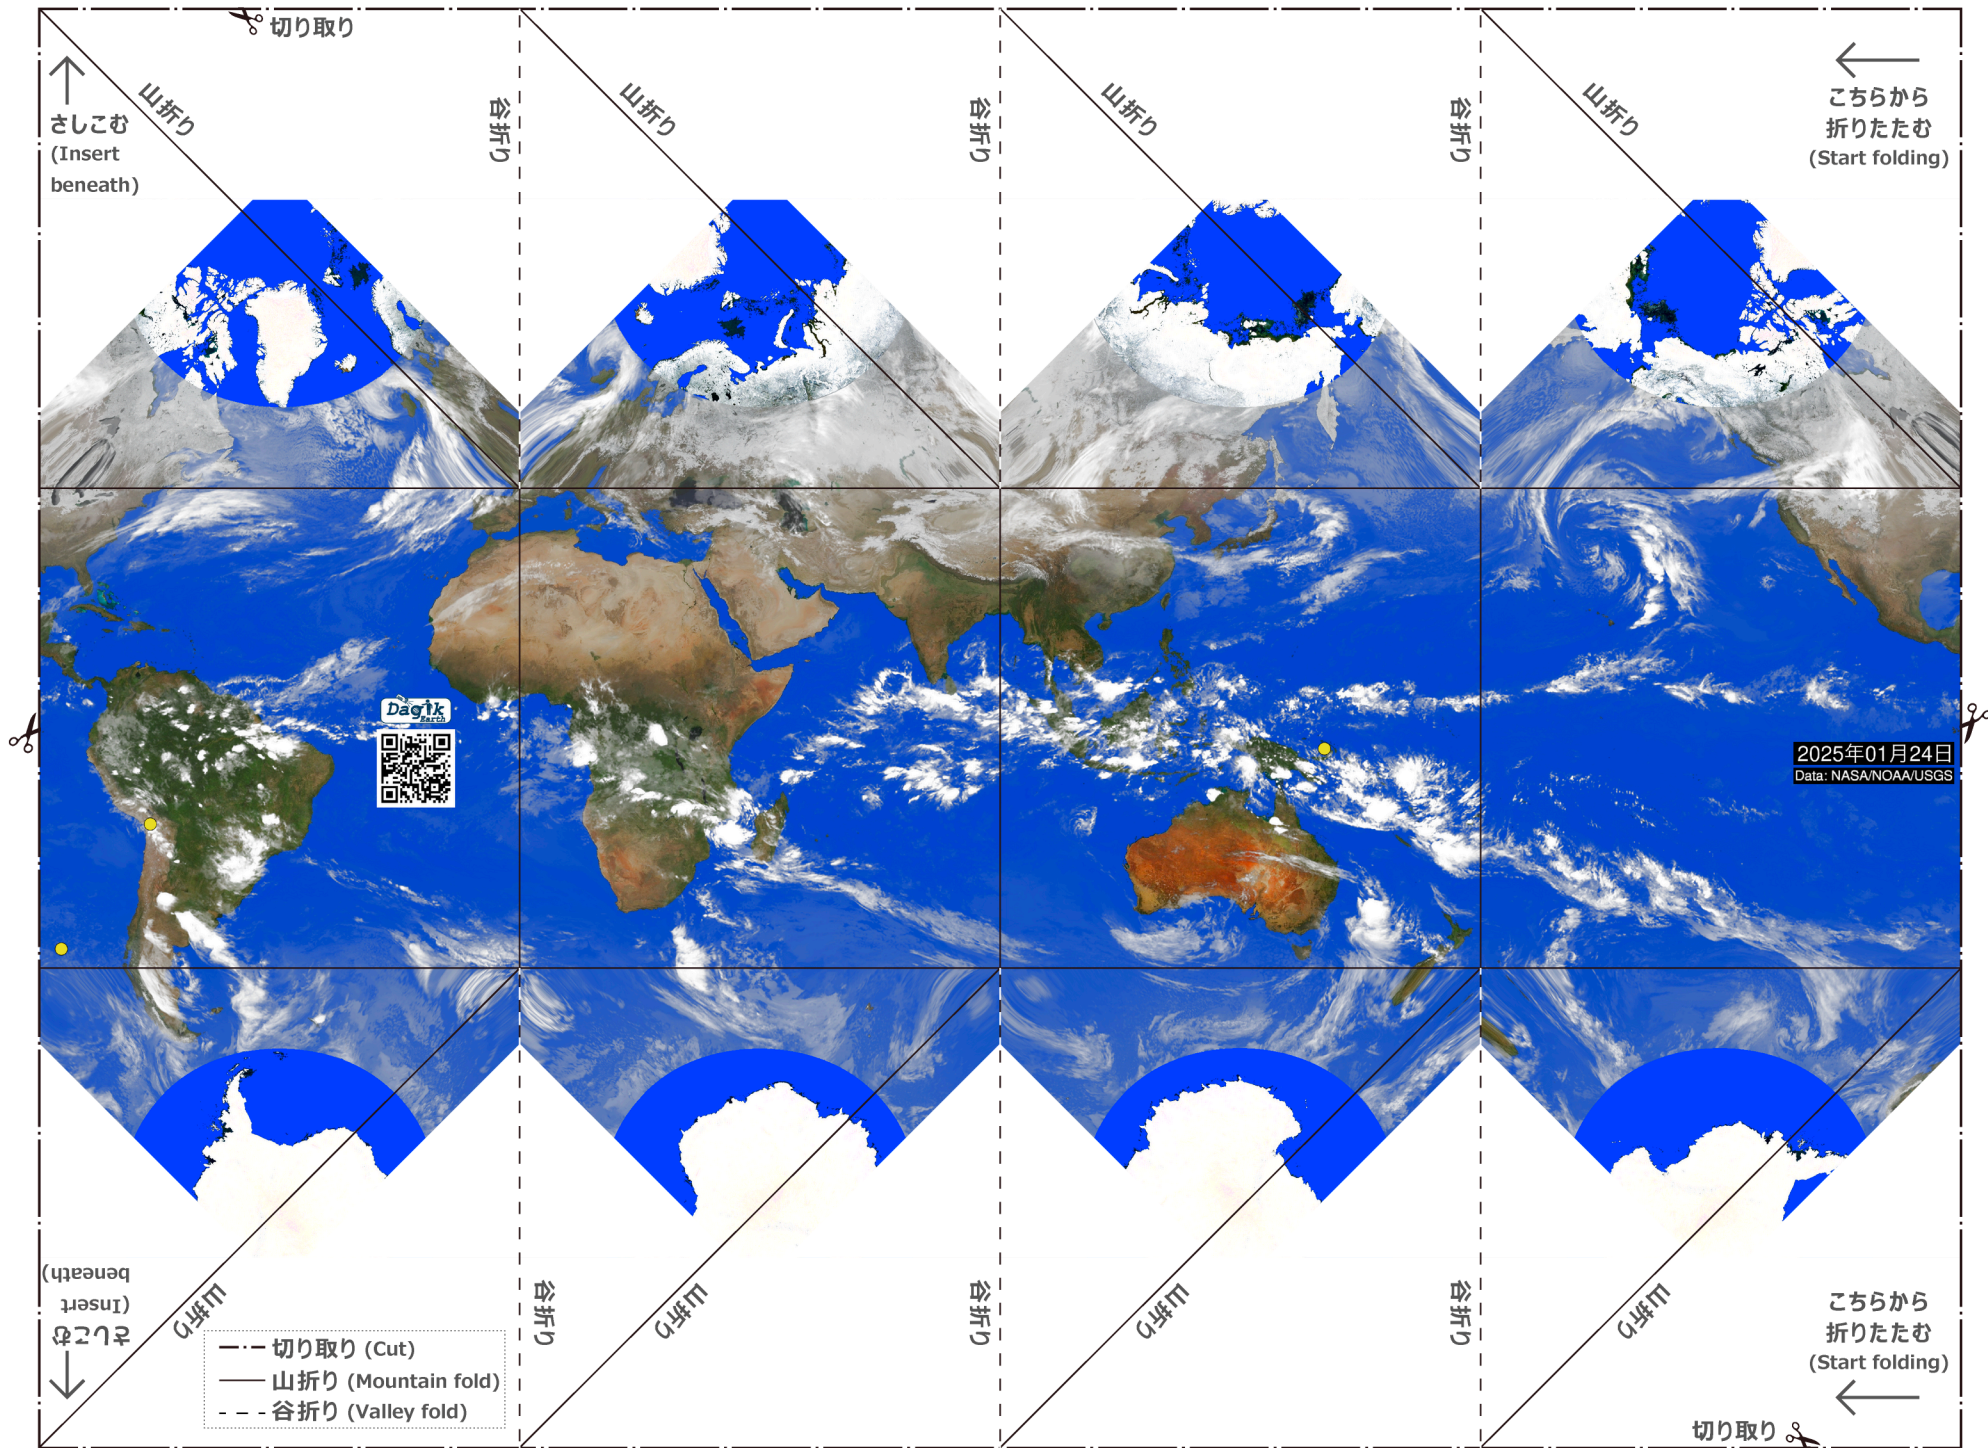 切り取り
さしこむ
(Insert
beneath)
山折り
谷折り
山折り
谷折り
山折り
谷折り
山折り
こちらから
折りたたむ
(Start folding)
Dagik
Earth
2025年01月24日
Data: NASA/NOAA/USGS
さしこむ
(Insert
beneath)
山折り
谷折り
山折り
谷折り
山折り
谷折り
山折り
こちらから
折りたたむ
(Start folding)
切り取り (Cut)
山折り (Mountain fold)
谷折り (Valley fold)
切り取り